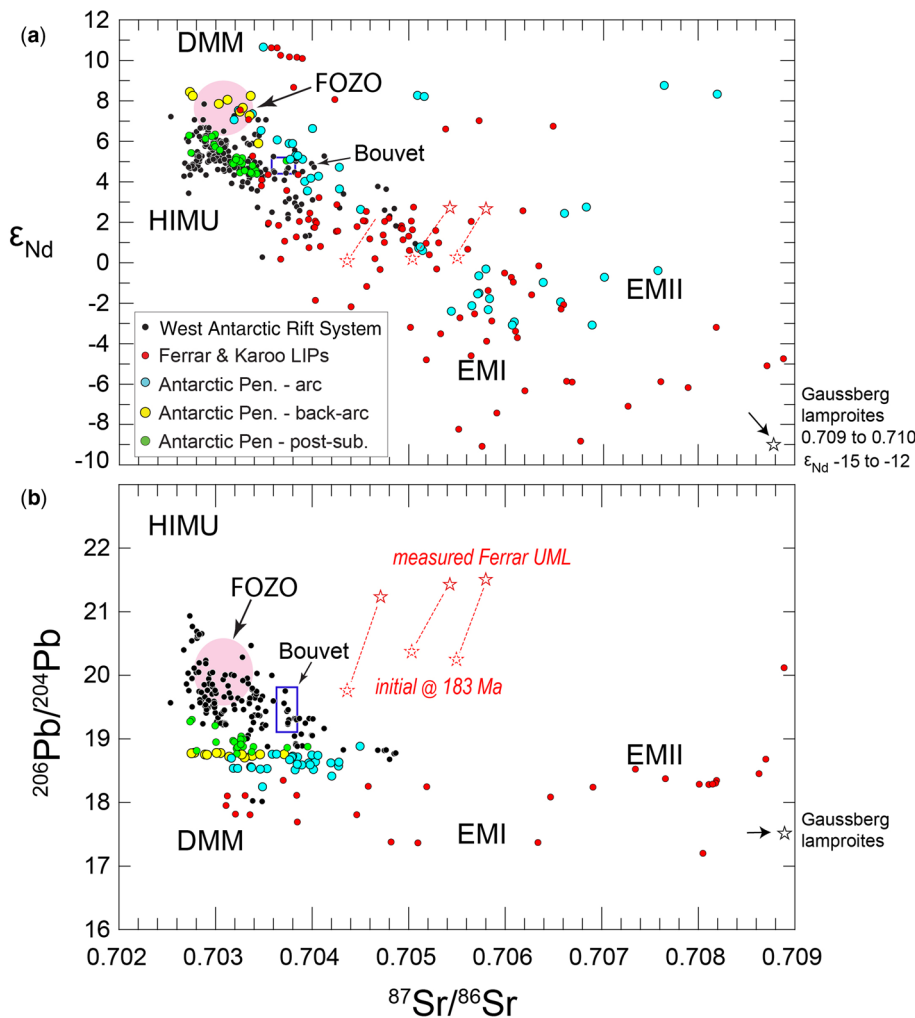 (a)
12
10
8
6
4
2
0
-2
-4
-6
-8
-10
εNd
DMM
FOZO
Bouvet
HIMU
EMII
EMI
West Antarctic Rift System
Ferrar & Karoo LIPs
Antarctic Pen. - arc
Antarctic Pen. - back-arc
Antarctic Pen - post-sub.
Gaussberg
lamproites
0.709 to 0.710
εNd -15 to -12
(b)
22
21
20
19
18
17
16
206Pb/204Pb
HIMU
measured Ferrar UML
FOZO
Bouvet
initial @ 183 Ma
EMII
DMM
EMI
Gaussberg
lamproites
0.702 0.703 0.704 0.705 0.706 0.707 0.708 0.709
87Sr/86Sr